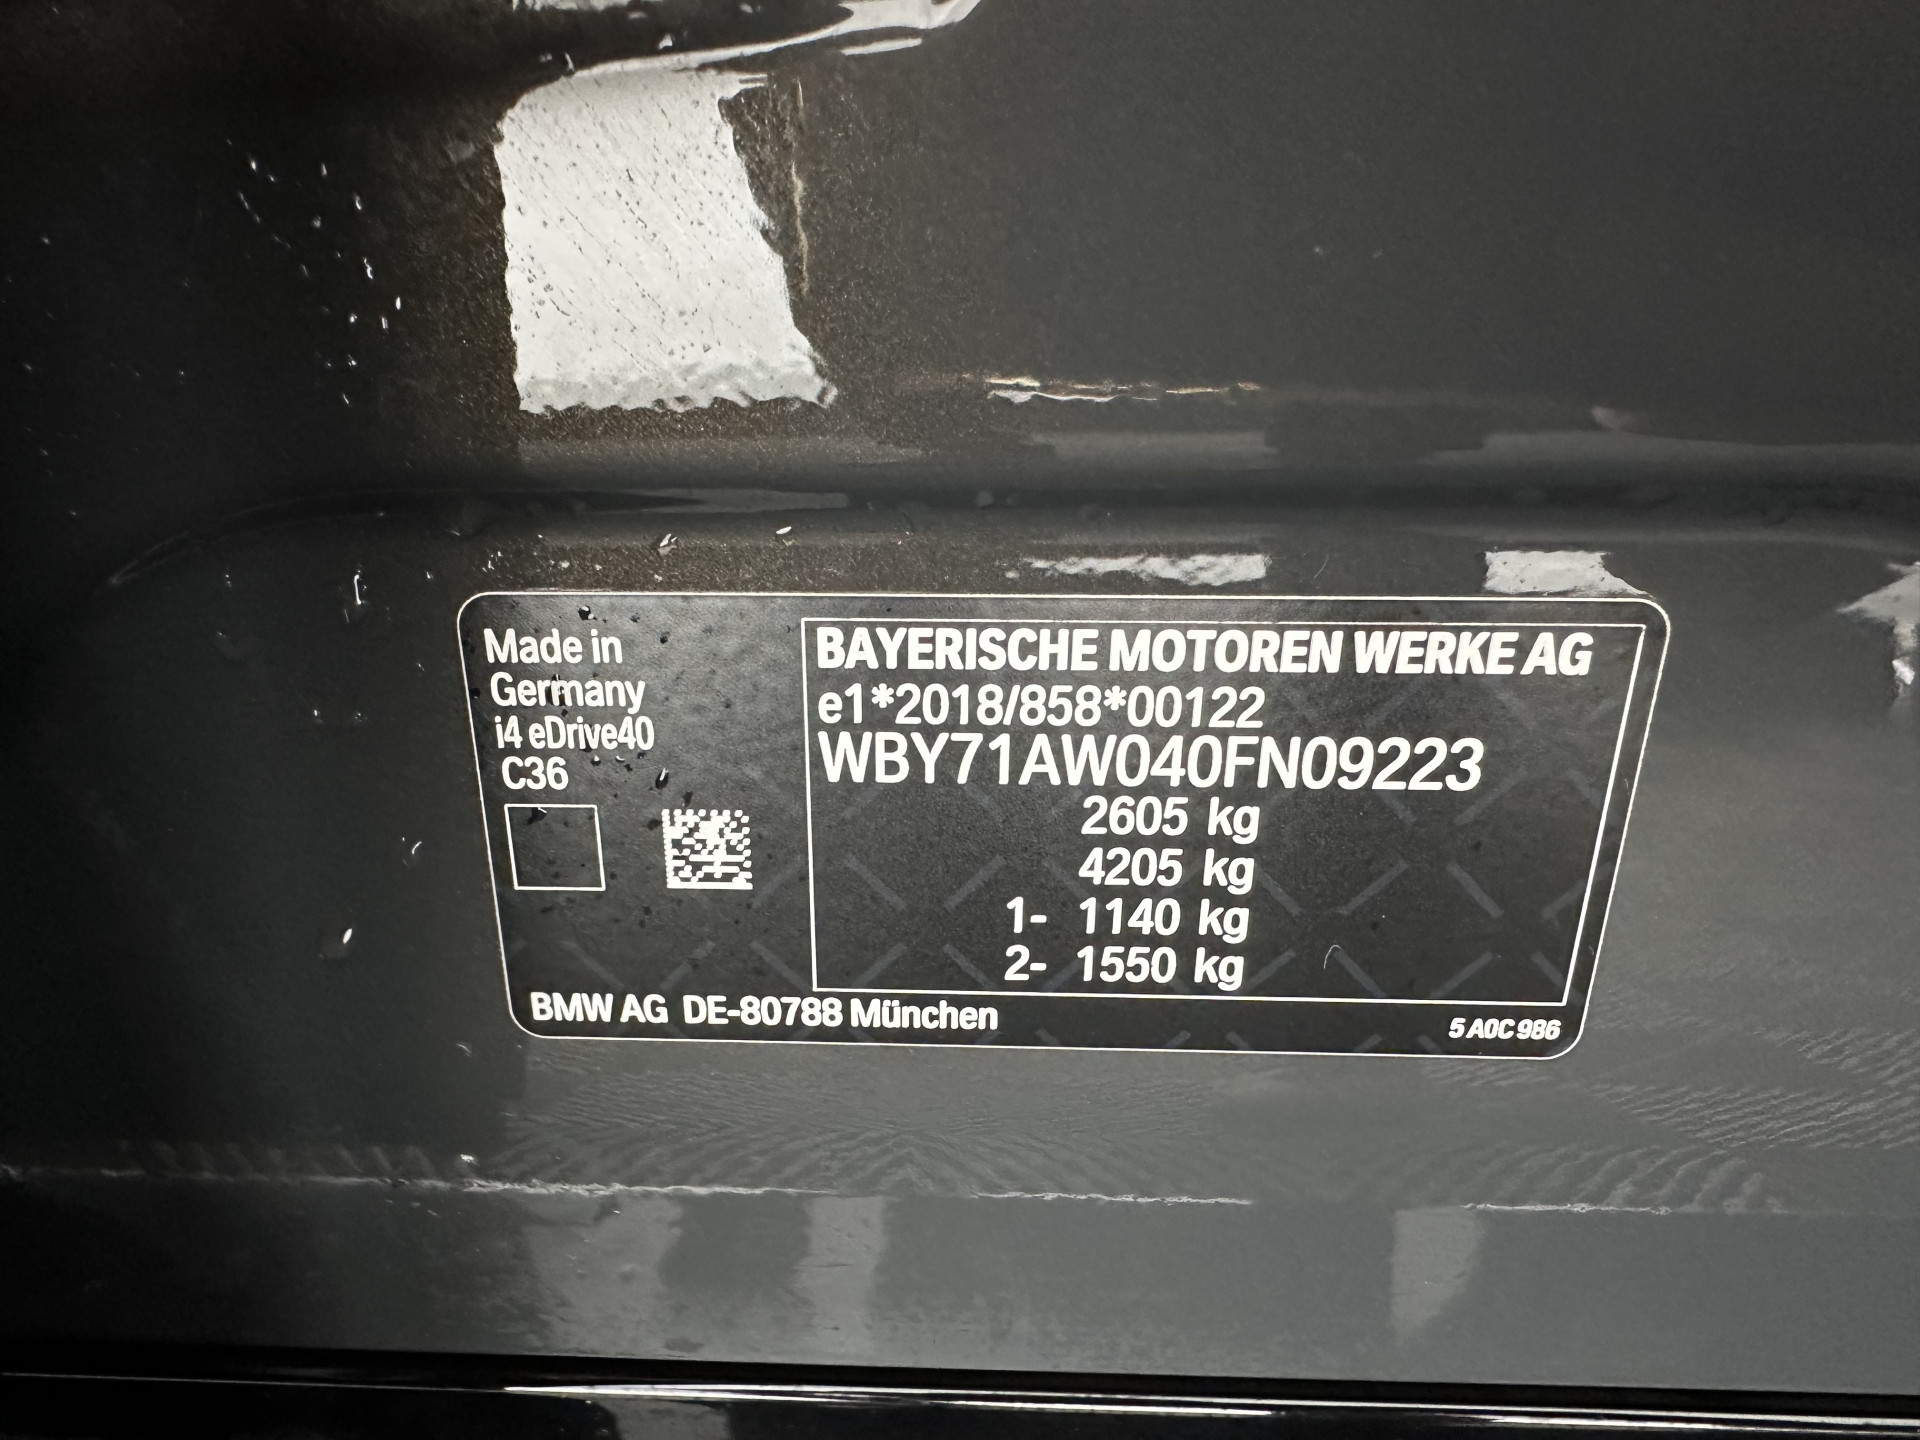 Made in
Germany
i4 eDrive40
C36
BAYERISCHE MOTOREN WERKE AG
e1*2018/858*00122
WBY71AW040FN09223
2605 kg
4205 kg
1- 1140 kg
2- 1550 kg
BMW AG DE-80788 München
5 A0C 986